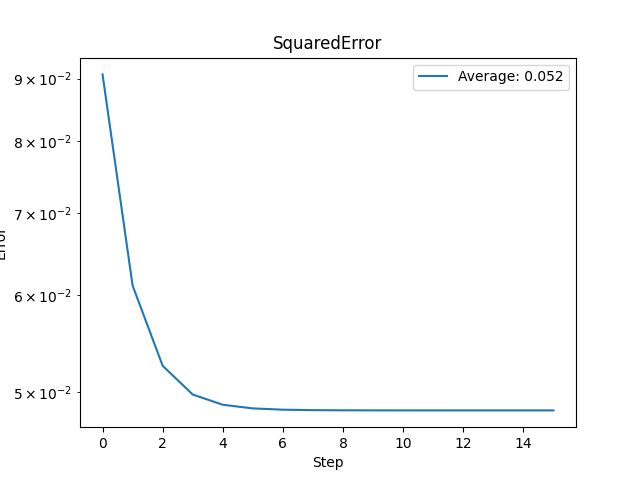 SquaredError
Average: 0.052
9 × 10⁻²
8 × 10⁻²
7 × 10⁻²
6 × 10⁻²
5 × 10⁻²
Error
0 2 4 6 8 10 12 14
Step